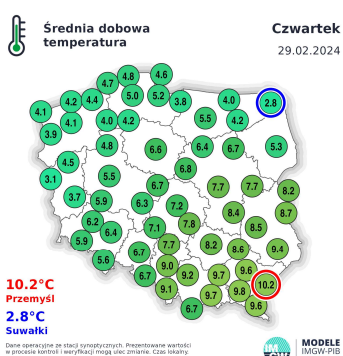 Średnia dobowa
temperatura
Czwartek
29.02.2024
4.8 4.6
4.7
5.0 5.2
4.2 4.4 3.8 4.0 2.8
4.1
4.1 4.0 4.2 5.5 4.2
3.9
4.8 6.6 6.4 6.7 5.3
4.5
6.8
3.1 5.5
6.7 7.7 7.7 8.2
3.7 5.9 6.3 7.2
8.4 8.7
6.2 7.8
6.4 7.1 8.5
5.9 7.7 8.2
6.7 8.6 9.4
5.6 9.0
6.7 9.2 9.7 9.6
9.1 9.7 9.8 10.2
6.7 9.6
10.2°C
Przemyśl
2.8°C
Suwałki
Dane operacyjne ze stacji synoptycznych. Prezentowane wartości
w procesie kontroli i weryfikacji mogą ulec zmianie. Czas lokalny.
IM
GW
MODELE
IMGW-PIB